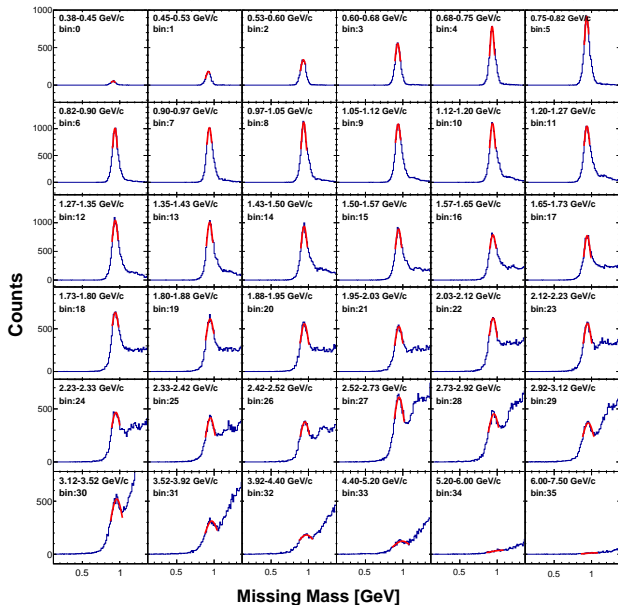 0.38-0.45 GeV/c 0.45-0.53 GeV/c 0.53-0.60 GeV/c 0.60-0.68 GeV/c 0.68-0.75 GeV/c 0.75-0.82 GeV/c
bin:0 bin:1 bin:2 bin:3 bin:4 bin:5
1000
500
0
0.82-0.90 GeV/c 0.90-0.97 GeV/c 0.97-1.05 GeV/c 1.05-1.12 GeV/c 1.12-1.20 GeV/c 1.20-1.27 GeV/c
bin:6 bin:7 bin:8 bin:9 bin:10 bin:11
1000
500
0
1.27-1.35 GeV/c 1.35-1.43 GeV/c 1.43-1.50 GeV/c 1.50-1.57 GeV/c 1.57-1.65 GeV/c 1.65-1.73 GeV/c
bin:12 bin:13 bin:14 bin:15 bin:16 bin:17
1000
500
0
Counts
1.73-1.80 GeV/c 1.80-1.88 GeV/c 1.88-1.95 GeV/c 1.95-2.03 GeV/c 2.03-2.12 GeV/c 2.12-2.23 GeV/c
bin:18 bin:19 bin:20 bin:21 bin:22 bin:23
500
0
2.23-2.33 GeV/c 2.33-2.42 GeV/c 2.42-2.52 GeV/c 2.52-2.73 GeV/c 2.73-2.92 GeV/c 2.92-3.12 GeV/c
bin:24 bin:25 bin:26 bin:27 bin:28 bin:29
500
0
3.12-3.52 GeV/c 3.52-3.92 GeV/c 3.92-4.40 GeV/c 4.40-5.20 GeV/c 5.20-6.00 GeV/c 6.00-7.50 GeV/c
bin:30 bin:31 bin:32 bin:33 bin:34 bin:35
500
0
0.5 1 0.5 1 0.5 1 0.5 1 0.5 1 0.5 1
Missing Mass [GeV]